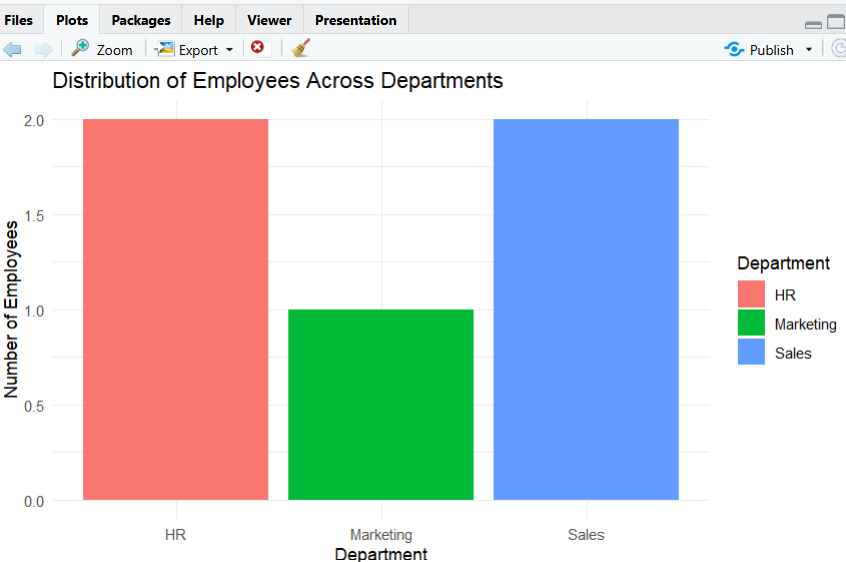 Files Plots Packages Help Viewer Presentation
Zoom Export Publish
Distribution of Employees Across Departments
2.0
1.5
1.0
0.5
0.0
Number of Employees
HR Marketing Sales
Department
Department
HR
Marketing
Sales